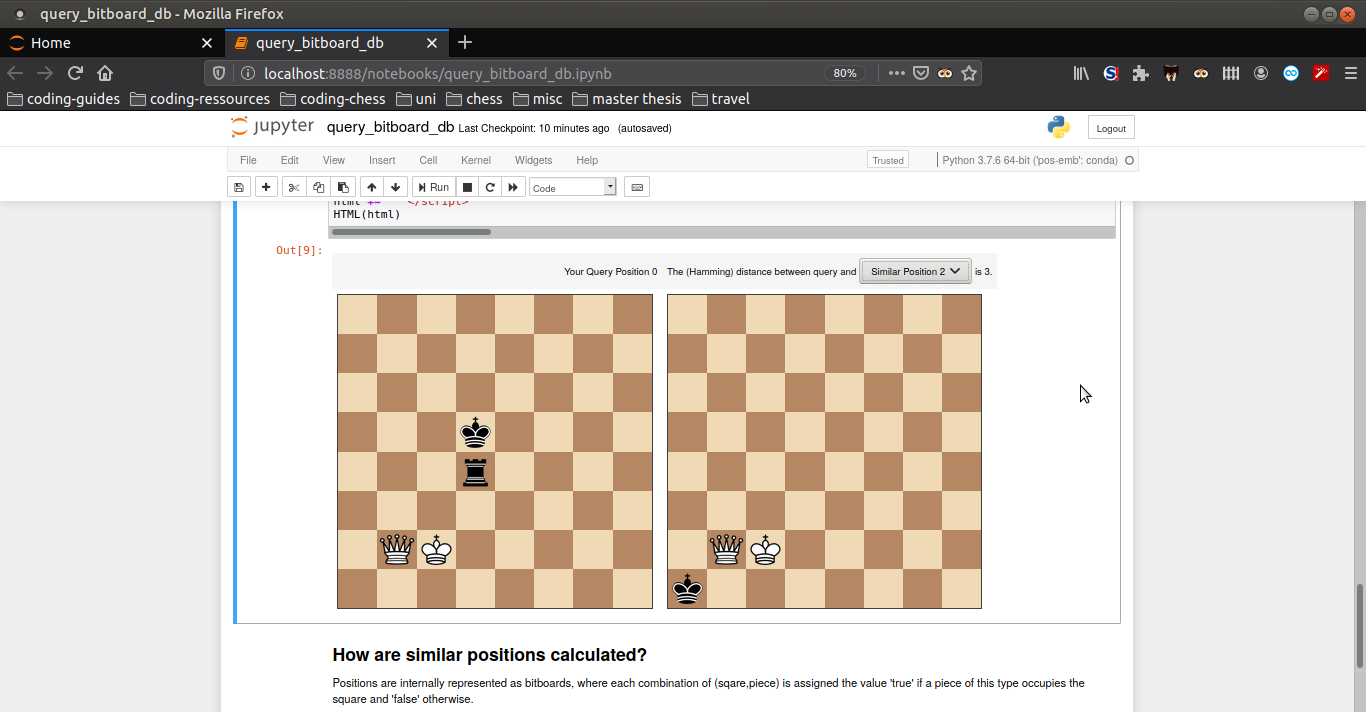 query_bitboard_db - Mozilla Firefox
Home
query_bitboard_db
localhost:8888/notebooks/query_bitboard_db.ipynb
80%
coding-guides
coding-ressources
coding-chess
uni
chess
misc
master thesis
travel
jupyter
query_bitboard_db Last Checkpoint: 10 minutes ago (autosaved)
Logout
File Edit View Insert Cell Kernel Widgets Help
Trusted
Python 3.7.6 64-bit ('pos-emb': conda)
Run
Code
html += " </script>"
HTML(html)
Out[9]:
Your Query Position 0
The (Hamming) distance between query and Similar Position 2 is 3.
How are similar positions calculated?
Positions are internally represented as bitboards, where each combination of (sqare,piece) is assigned the value 'true' if a piece of this type occupies the
square and 'false' otherwise.